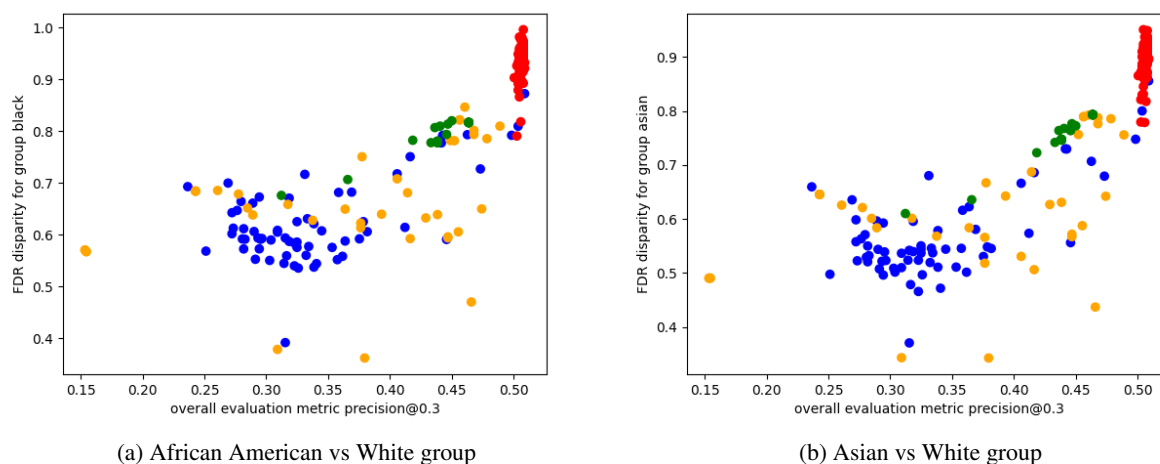 1.0
0.9
0.8
0.7
0.6
0.5
0.4
FDR disparity for group black
0.15 0.20 0.25 0.30 0.35 0.40 0.45 0.50
overall evaluation metric precision@0.3
(a) African American vs White group
0.9
0.8
0.7
0.6
0.5
0.4
FDR disparity for group asian
0.15 0.20 0.25 0.30 0.35 0.40 0.45 0.50
overall evaluation metric precision@0.3
(b) Asian vs White group